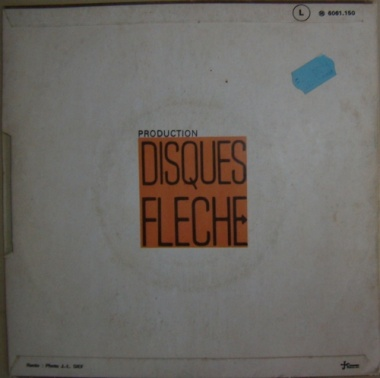 L 6061.150
PRODUCTION
DISQUES
FLECHE